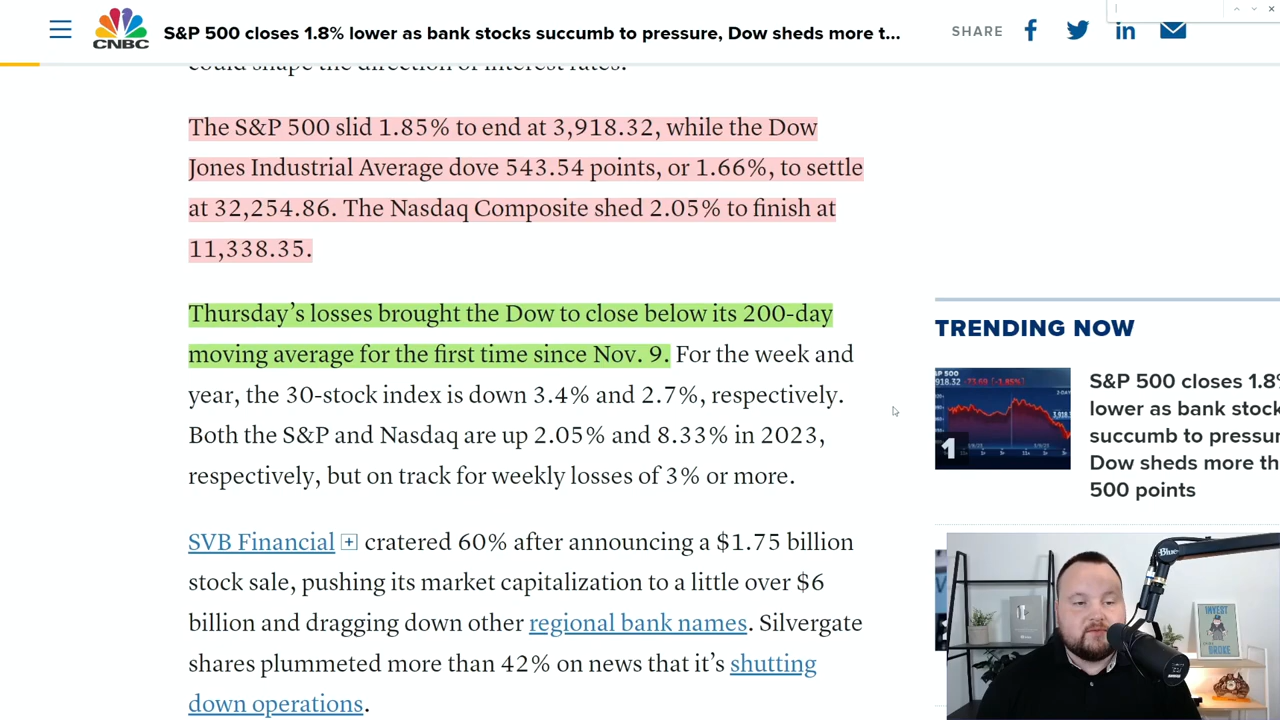 CNBC
S&P 500 closes 1.8% lower as bank stocks succumb to pressure, Dow sheds more t...
SHARE
could shape the direction of interest rates.
The S&P 500 slid 1.85% to end at 3,918.32, while the Dow
Jones Industrial Average dove 543.54 points, or 1.66%, to settle
at 32,254.86. The Nasdaq Composite shed 2.05% to finish at
11,338.35.
Thursday’s losses brought the Dow to close below its 200-day
moving average for the first time since Nov. 9. For the week and
year, the 30-stock index is down 3.4% and 2.7%, respectively.
Both the S&P and Nasdaq are up 2.05% and 8.33% in 2023,
respectively, but on track for weekly losses of 3% or more.
SVB Financial + cratered 60% after announcing a $1.75 billion
stock sale, pushing its market capitalization to a little over $6
billion and dragging down other regional bank names. Silvergate
shares plummeted more than 42% on news that it’s shutting
down operations.
TRENDING NOW
1
S&P 500 closes 1.8%
lower as bank stock
succumb to pressur
Dow sheds more th
500 points
Blue
INVEST
BROKE